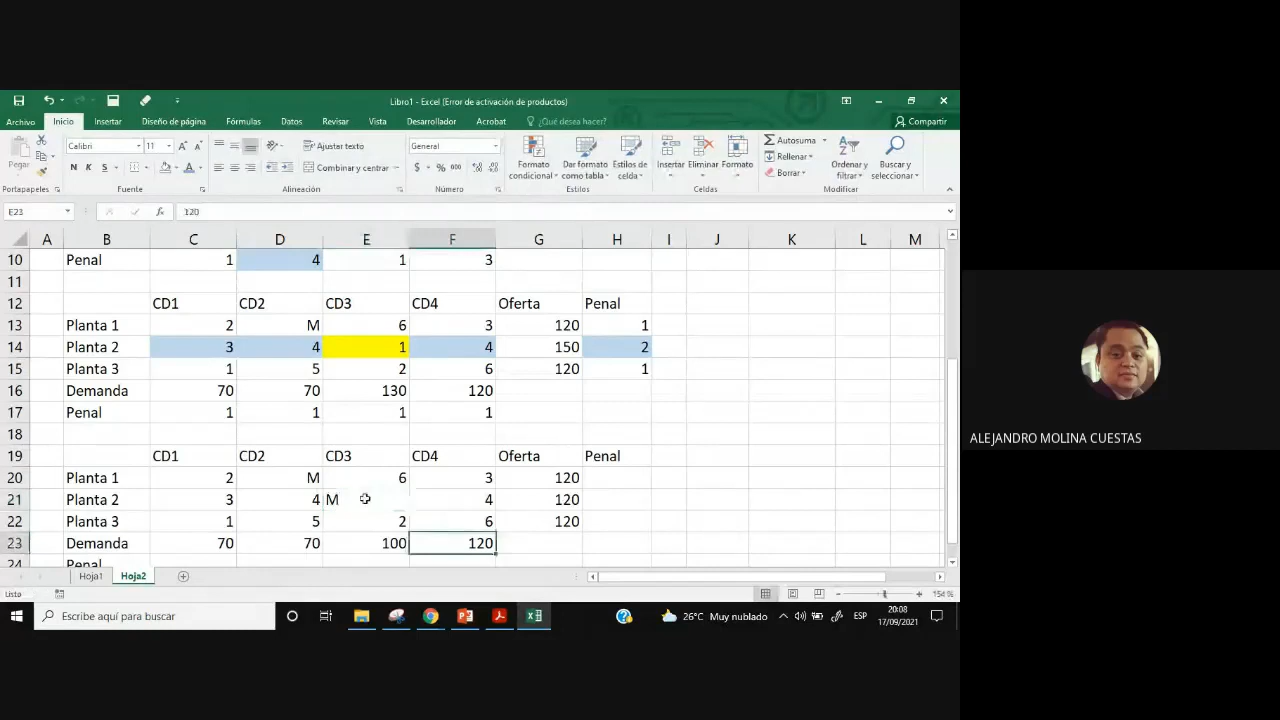 Libro1 - Excel (Error de activación de productos)
Archivo Inicio Insertar Diseño de página Fórmulas Datos Revisar Vista Desarrollador Acrobat ¿Qué desea hacer? Compartir
Calibri 11 Ajustar texto General Autosuma
Pegar Rellenar
N K S Combinar y centrar $ % 000 Formato condicional Dar formato como tabla Estilos de celda Insertar Eliminar Formato Borrar Ordenar y filtrar Buscar y seleccionar
Portapapeles Fuente Alineación Número Estilos Celdas Modificar
E23 fx 120
A B C D E F G H I J K L M
10 Penal 1 4 1 3
11
12 CD1 CD2 CD3 CD4 Oferta Penal
13 Planta 1 2 M 6 3 120 1
14 Planta 2 3 4 1 4 150 2
15 Planta 3 1 5 2 6 120 1
16 Demanda 70 70 130 120
17 Penal 1 1 1 1
18
19 CD1 CD2 CD3 CD4 Oferta Penal
20 Planta 1 2 M 6 3 120
21 Planta 2 3 4 M 4 120
22 Planta 3 1 5 2 6 120
23 Demanda 70 70 100 120
24 Penal
Hoja1 Hoja2
Listo 154 %
Escribe aquí para buscar 26°C Muy nublado ESP 20:08
17/09/2021
ALEJANDRO MOLINA CUESTAS